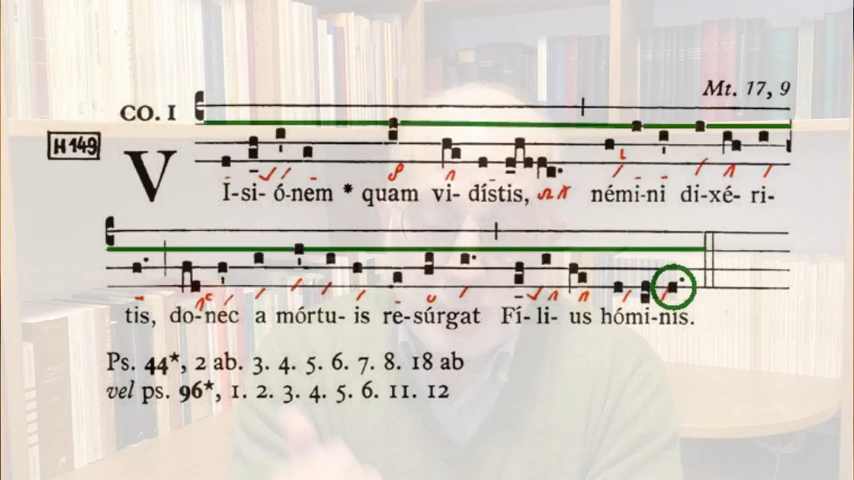 Mt. 17, 9
CO. I
H 149
V I-si- ó-nem * quam vi- dístis, némi-ni di-xé- ri-
tis, do-nec a mórtu- is re-súrgat Fí- li- us hómi-nis.
Ps. 44*, 2 ab. 3. 4. 5. 6. 7. 8. 18 ab
vel ps. 96*, 1. 2. 3. 4. 5. 6. 11. 12